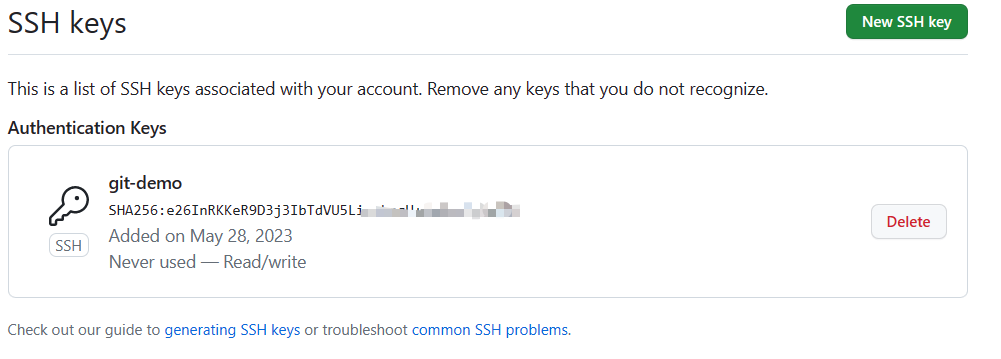 SSH keys
New SSH key
This is a list of SSH keys associated with your account. Remove any keys that you do not recognize.
Authentication Keys
git-demo
SHA256:e26InRKKeR9D3j3IbTdVU5Li
Added on May 28, 2023
SSH
Never used — Read/write
Delete
Check out our guide to generating SSH keys or troubleshoot common SSH problems.